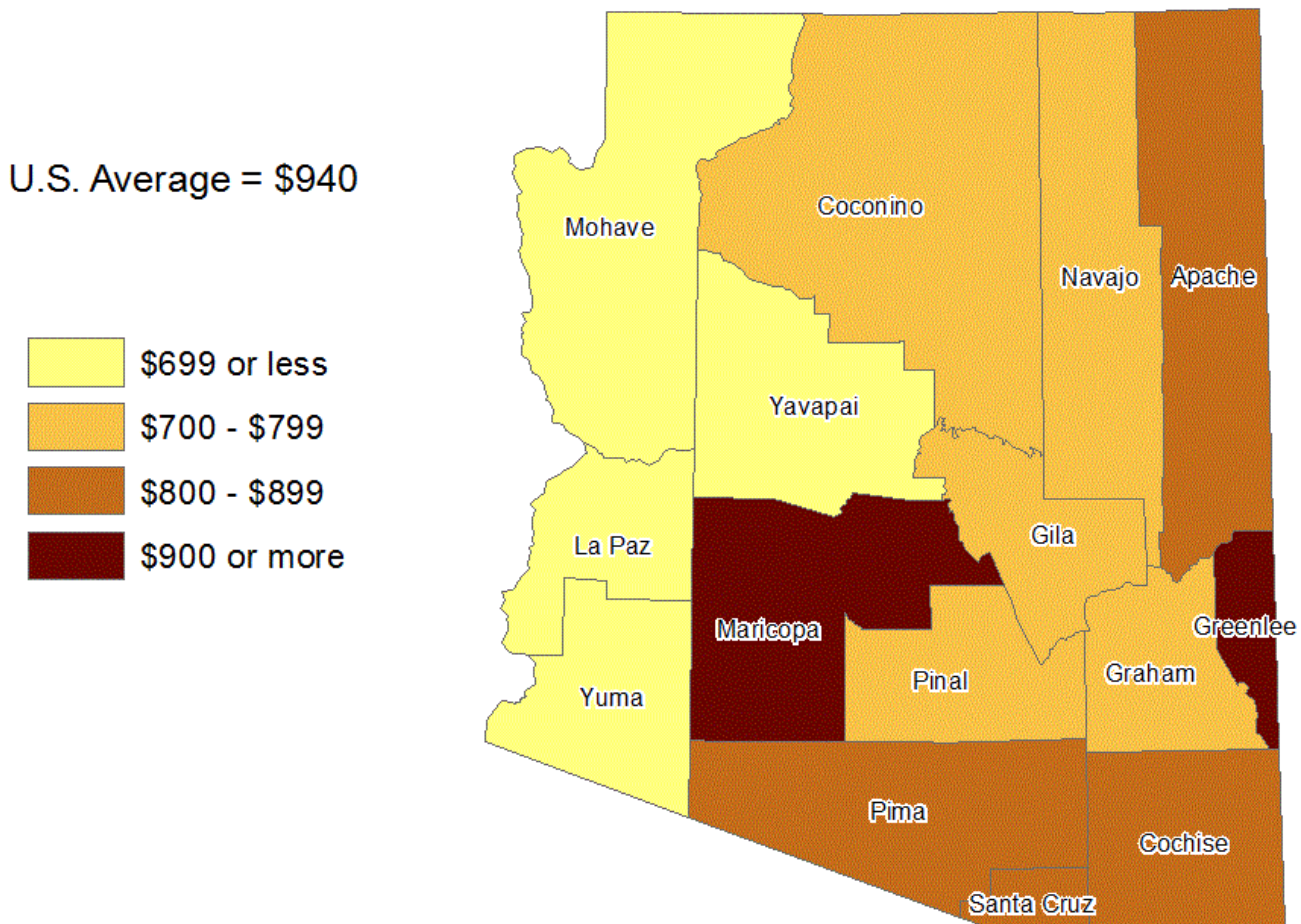 U.S. Average = $940
$699 or less
$700 - $799
$800 - $899
$900 or more
Mohave
Coconino
Navajo
Apache
Yavapai
La Paz
Gila
Maricopa
Greenlee
Yuma
Pinal
Graham
Pima
Cochise
Santa Cruz